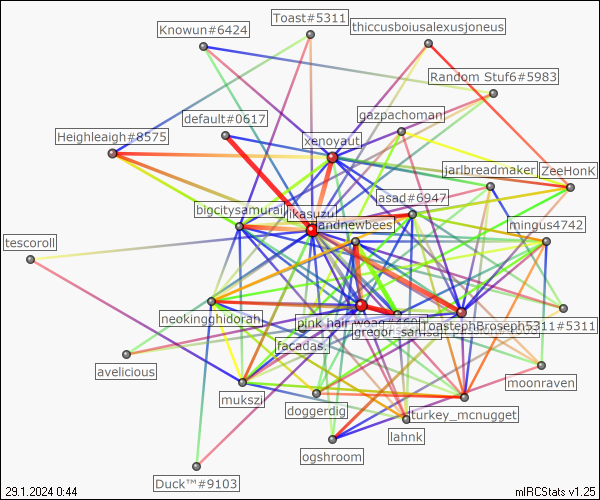 Toast#5311
Knowun#6424
thiccusboiusalexusjoneus
Random Stuf6#5983
default#0617
gazpachoman
Heighleaigh#8575
xenoyaut
jarlbreadmaker
ZeeHonK
asad#6947
bigcitysamurai
ikasuzu
andnewbees
mingus4742
tescoroll
neokingghidorah
pink hair woag#4695
ToastephBroseph5311#5311
gregor_samsa
facadas.
avelicious
moonraven
mukszi
doggerdig
turkey_mcnugget
lahnk
ogshroom
Duck™#9103
29.1.2024 0:44
mIRCStats v1.25